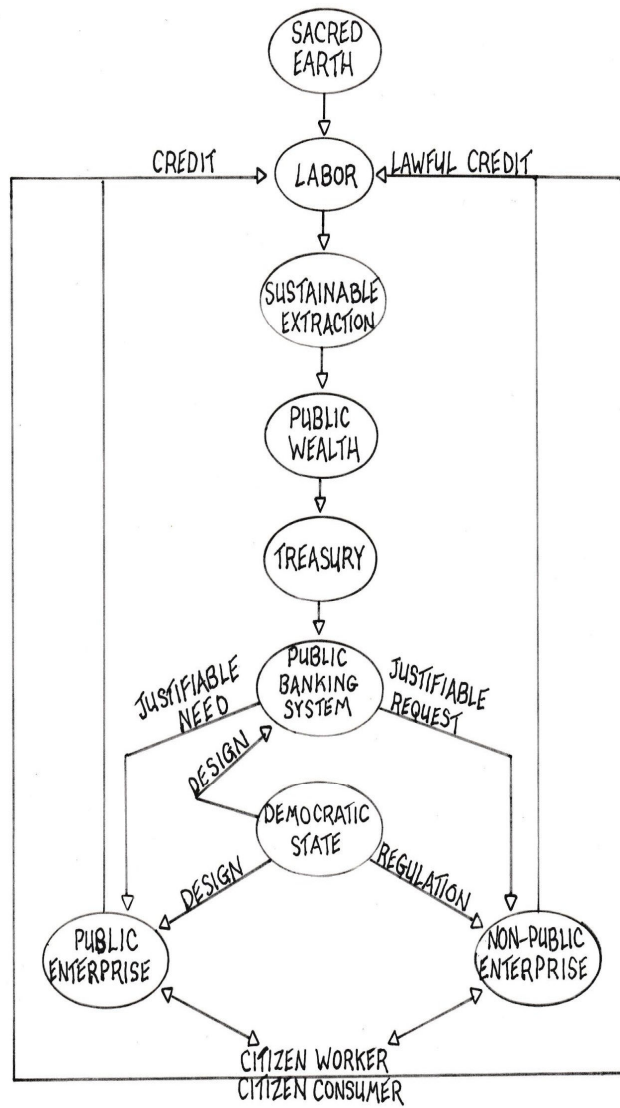 SACRED
EARTH
CREDIT
LABOR
LAWFUL CREDIT
SUSTAINABLE
EXTRACTION
PUBLIC
WEALTH
TREASURY
PUBLIC
BANKING
SYSTEM
JUSTIFIABLE
NEED
JUSTIFIABLE
REQUEST
DESIGN
DEMOCRATIC
STATE
DESIGN
REGULATION
PUBLIC
ENTERPRISE
NON-PUBLIC
ENTERPRISE
CITIZEN WORKER
CITIZEN CONSUMER